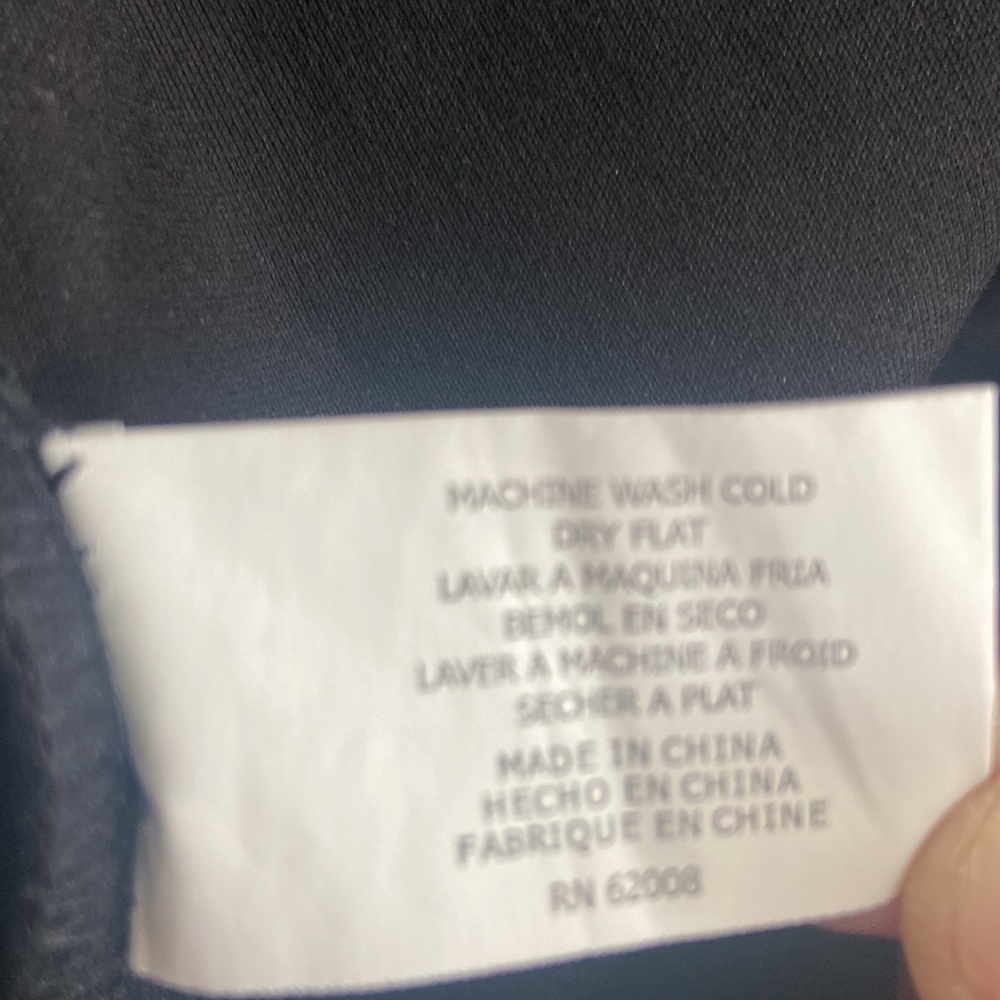 MACHINE WASH COLD
DRY FLAT
LAVAR A MAQUINA FRIA
BEMOL EN SECO
LAVER A MACHINE A FROID
SECHER A PLAT
MADE IN CHINA
HECHO EN CHINA
FABRIQUE EN CHINE
RN 62008